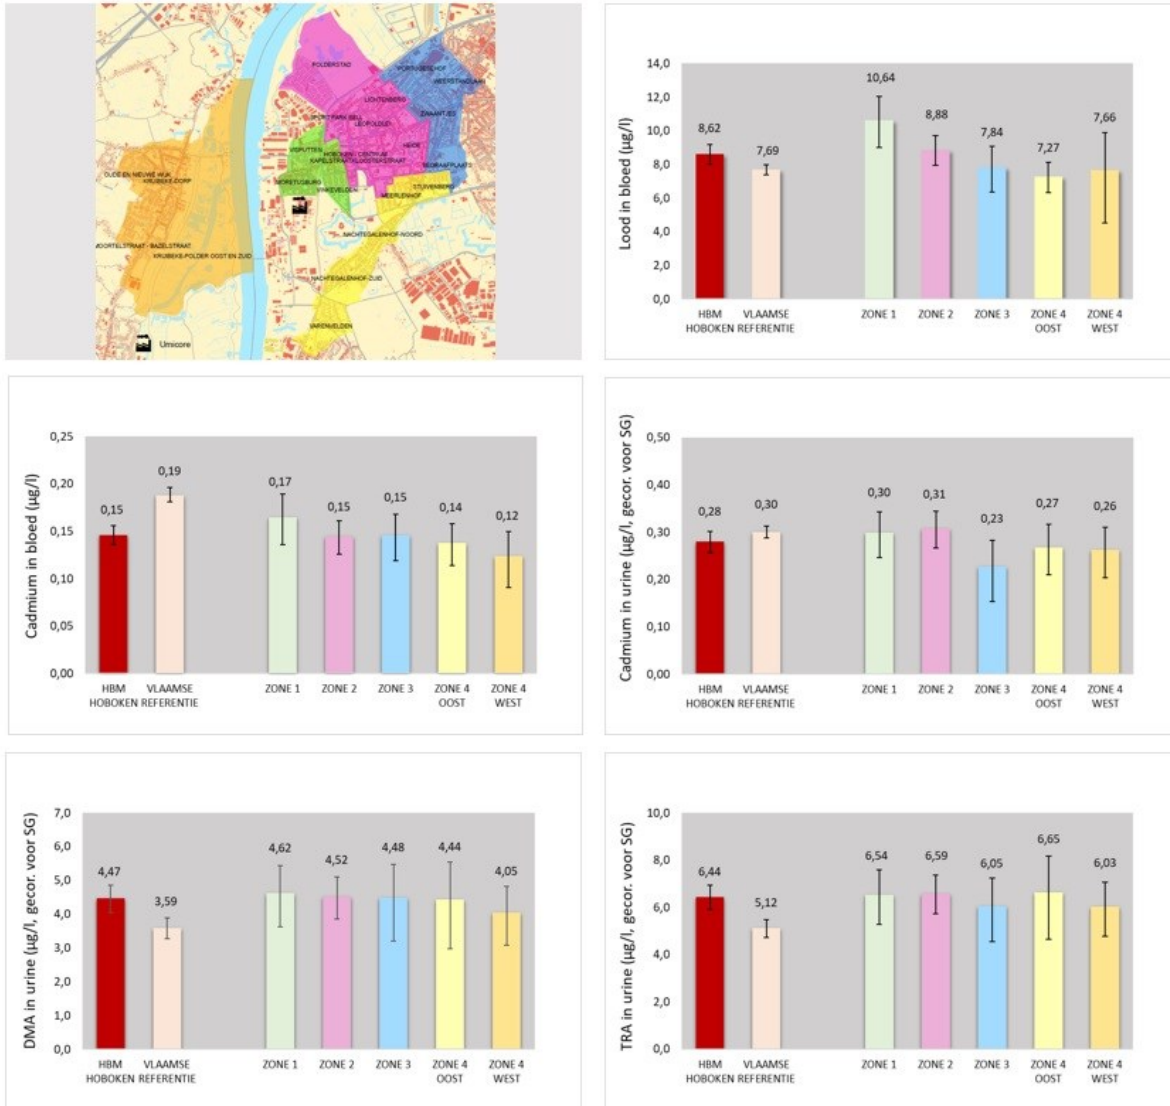 POLDERSTAD
LICHTENBERG
ZWAANTJES
SPORT PARK BELL
LEOPOLDIJ
HEIDE
VISPUTTEN
HOBOKEN - CENTRUM
KAPELSTRAAT
KLOOSTERSTRAAT
MORETUSBURG
VINKEVELDEN
STUIVENBERG
MEERLENHOF
OUDE EN NIEUWE WIJK
KRUIBEKE-DORP
NACHTEGALENHOF-NOORD
KRUIBEKE-POLDER OOST EN ZUID
NACHTEGALENHOF-ZUID
VARENVELDEN
Umicore
Lood in bloed (µg/l)
14,0
12,0
10,0
8,0
6,0
4,0
2,0
0,0
8,62
7,69
10,64
8,88
7,84
7,27
7,66
HBM VLAAMSE ZONE 1 ZONE 2 ZONE 3 ZONE 4 ZONE 4
HOBOKEN REFERENTIE OOST WEST
Cadmium in bloed (µg/l)
0,25
0,20
0,15
0,10
0,05
0,00
0,15
0,19
0,17
0,15
0,15
0,14
0,12
HBM VLAAMSE ZONE 1 ZONE 2 ZONE 3 ZONE 4 ZONE 4
HOBOKEN REFERENTIE OOST WEST
Cadmium in urine (µg/l, gecor. voor SG)
0,50
0,40
0,30
0,20
0,10
0,00
0,28
0,30
0,30
0,31
0,23
0,27
0,26
HBM VLAAMSE ZONE 1 ZONE 2 ZONE 3 ZONE 4 ZONE 4
HOBOKEN REFERENTIE OOST WEST
DMA in urine (µg/l, gecor. voor SG)
7,0
6,0
5,0
4,0
3,0
2,0
1,0
0,0
4,47
3,59
4,62
4,52
4,48
4,44
4,05
HBM VLAAMSE ZONE 1 ZONE 2 ZONE 3 ZONE 4 ZONE 4
HOBOKEN REFERENTIE OOST WEST
TRA in urine (µg/l, gecor voor SG)
10,0
8,0
6,0
4,0
2,0
0,0
6,44
5,12
6,54
6,59
6,05
6,65
6,03
HBM VLAAMSE ZONE 1 ZONE 2 ZONE 3 ZONE 4 ZONE 4
HOBOKEN REFERENTIE OOST WEST